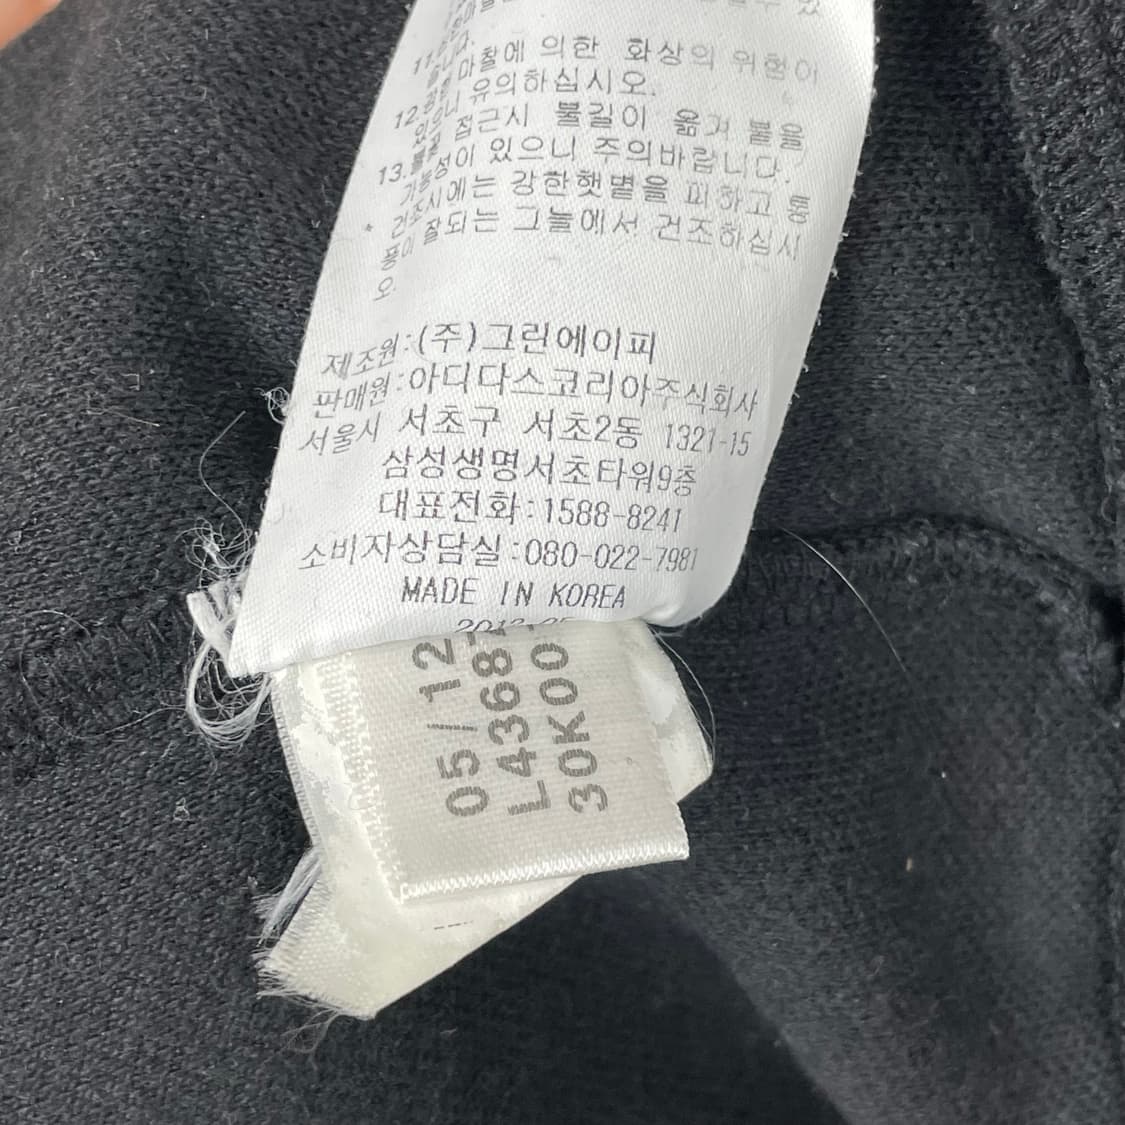 11.
마찰에 의한 화상의 위험이
있으니 유의하십시오.
12. 접근시 불길이 옮겨 붙을
가능성이 있으니 주의바랍니다.
13. 건조시에는 강한햇볕을 피하고 통
풍이 잘되는 그늘에서 건조하십시
오.
제조원:(주)그린에이피
판매원:아디다스코리아주식회사
서울시 서초구 서초2동 1321-15
삼성생명서초타워9층
대표전화:1588-8241
소비자상담실:080-022-7981
MADE IN KOREA
05/12
L4368
30K00